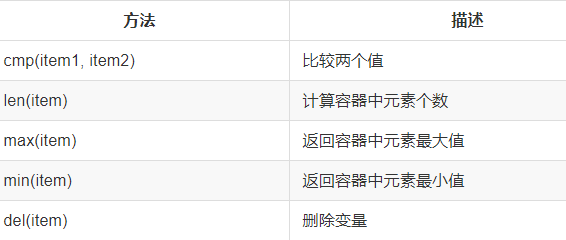 方法 描述
cmp(item1, item2) 比较两个值
len(item) 计算容器中元素个数
max(item) 返回容器中元素最大值
min(item) 返回容器中元素最小值
del(item) 删除变量